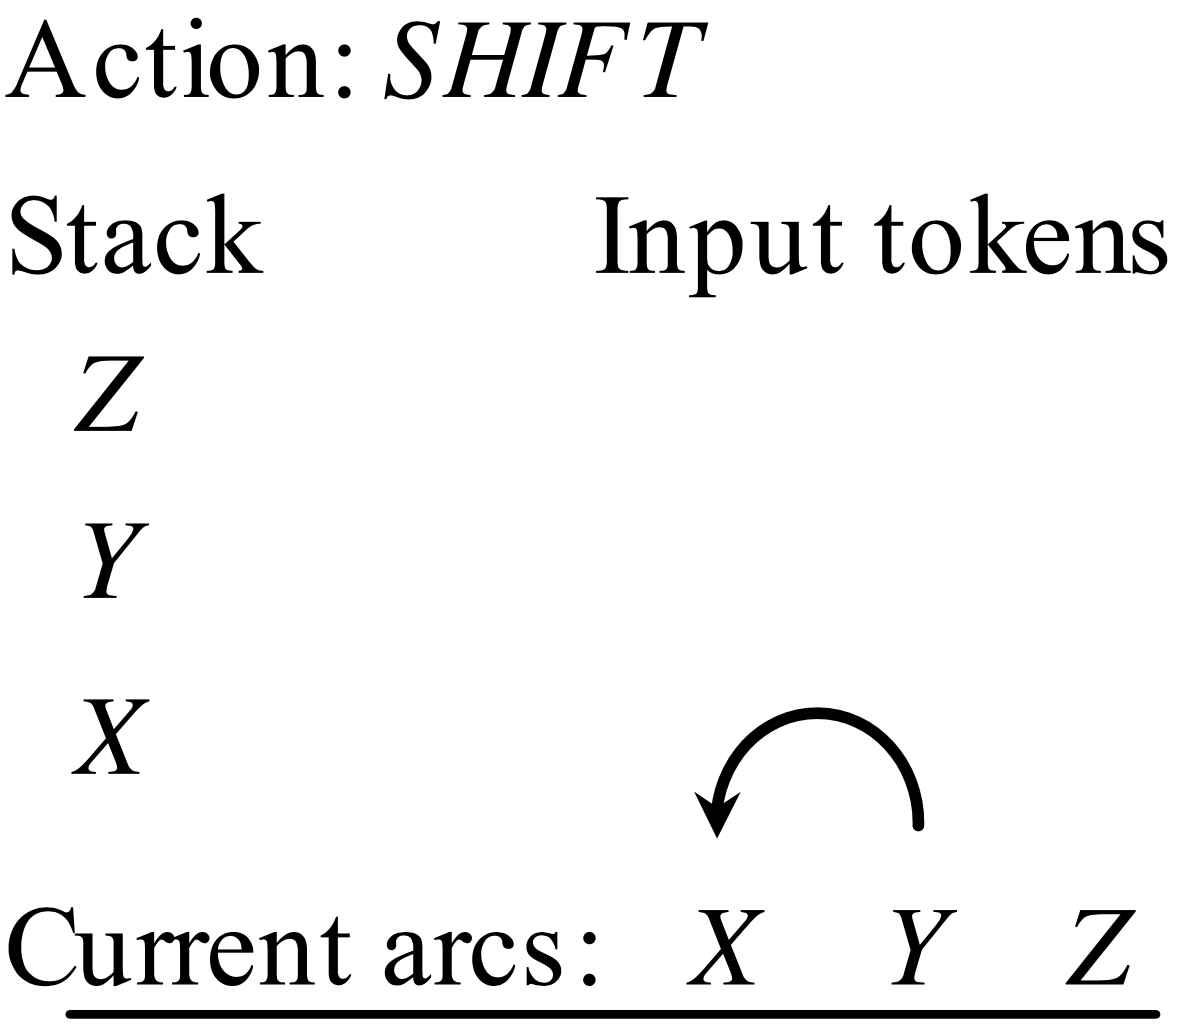 Action: SHIFT
Stack Input tokens
Z
Y
X
Current arcs: X Y Z